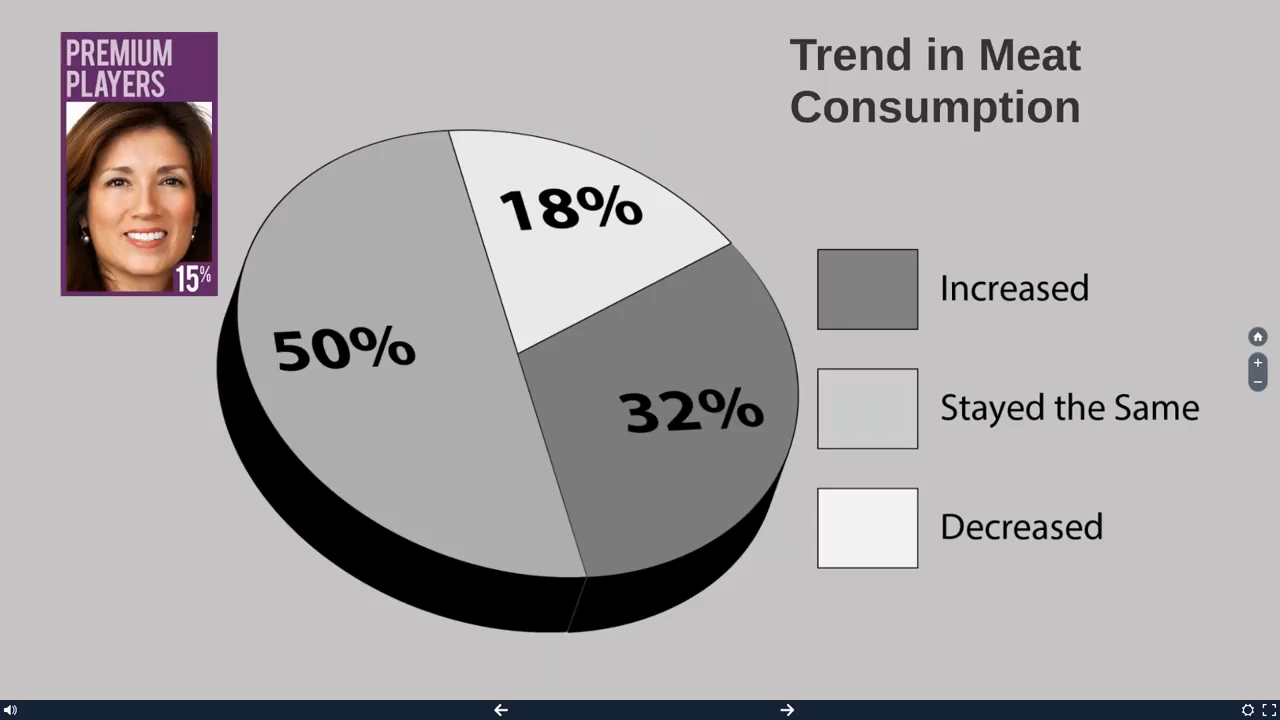 PREMIUM
PLAYERS
15%
Trend in Meat
Consumption
18%
50%
32%
Increased
Stayed the Same
Decreased